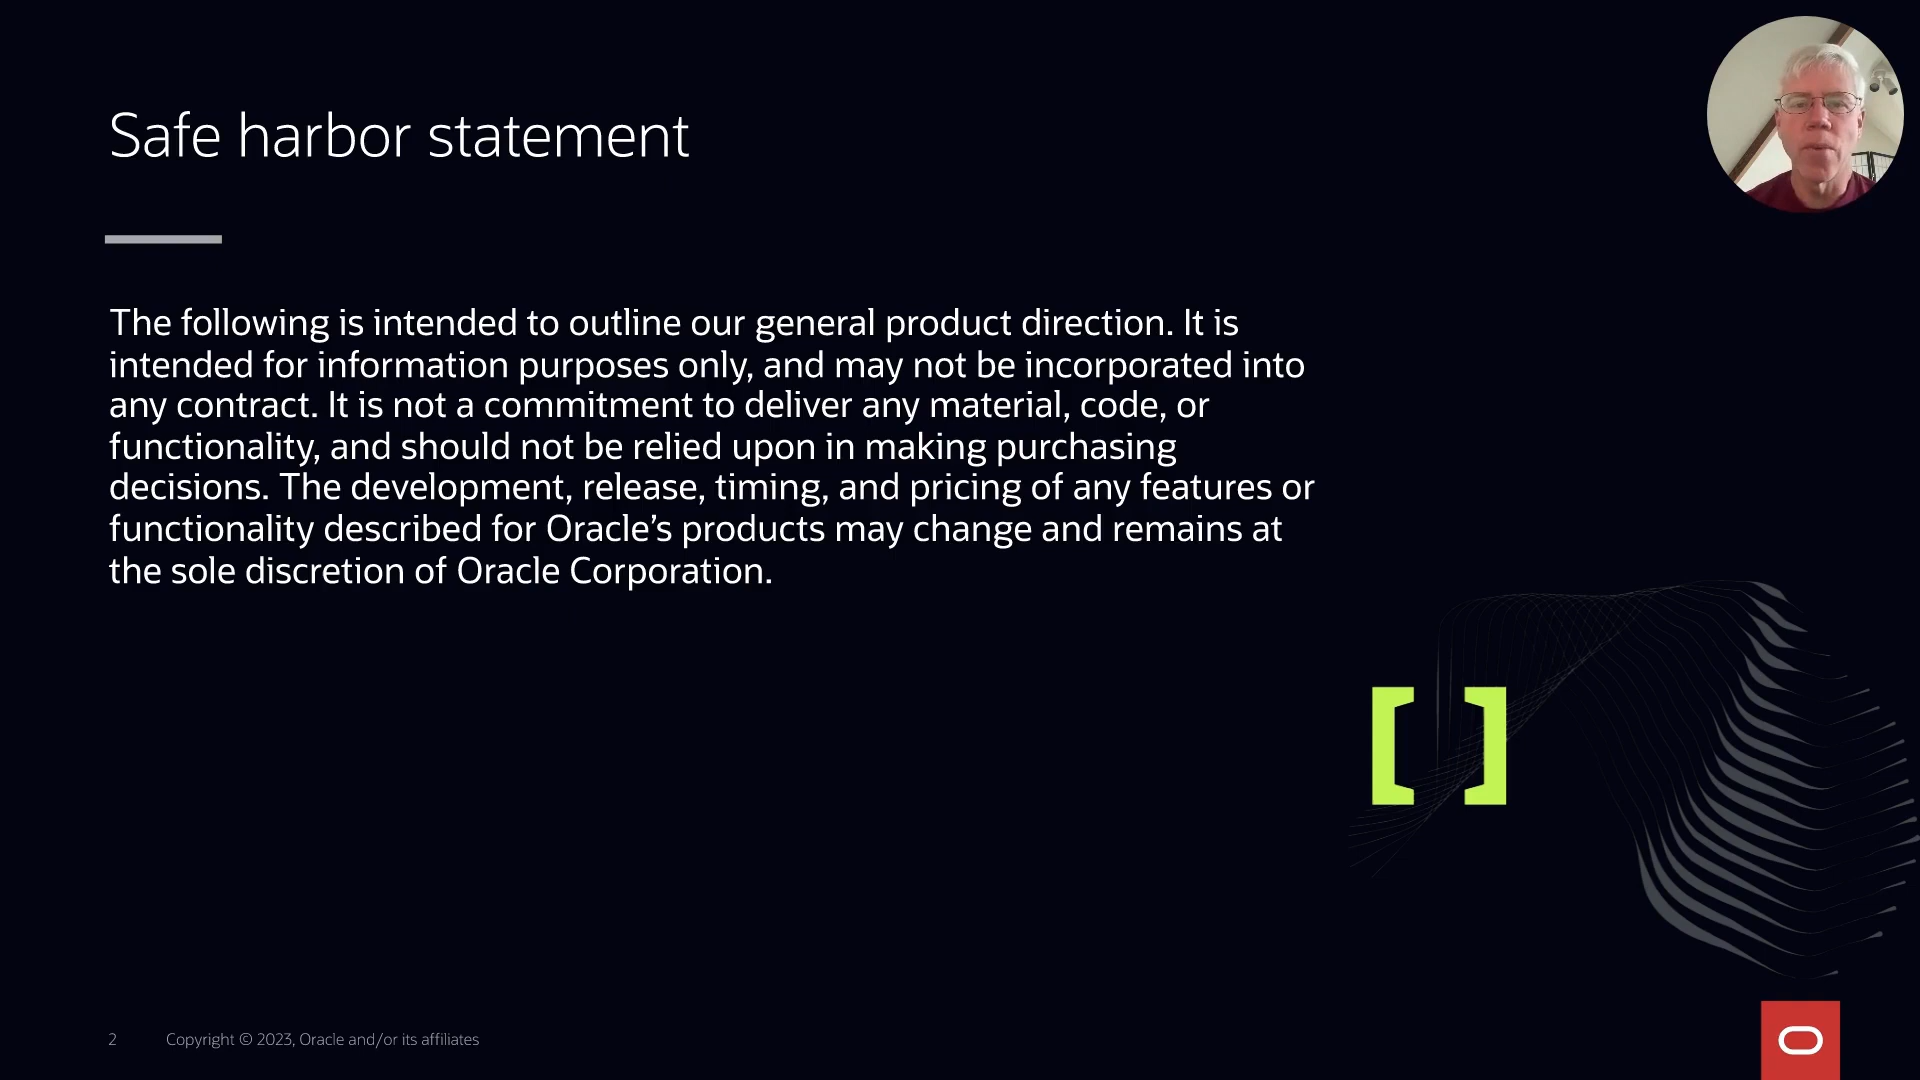 Safe harbor statement
The following is intended to outline our general product direction. It is
intended for information purposes only, and may not be incorporated into
any contract. It is not a commitment to deliver any material, code, or
functionality, and should not be relied upon in making purchasing
decisions. The development, release, timing, and pricing of any features or
functionality described for Oracle’s products may change and remains at
the sole discretion of Oracle Corporation.
[ ]
2 Copyright © 2023, Oracle and/or its affiliates